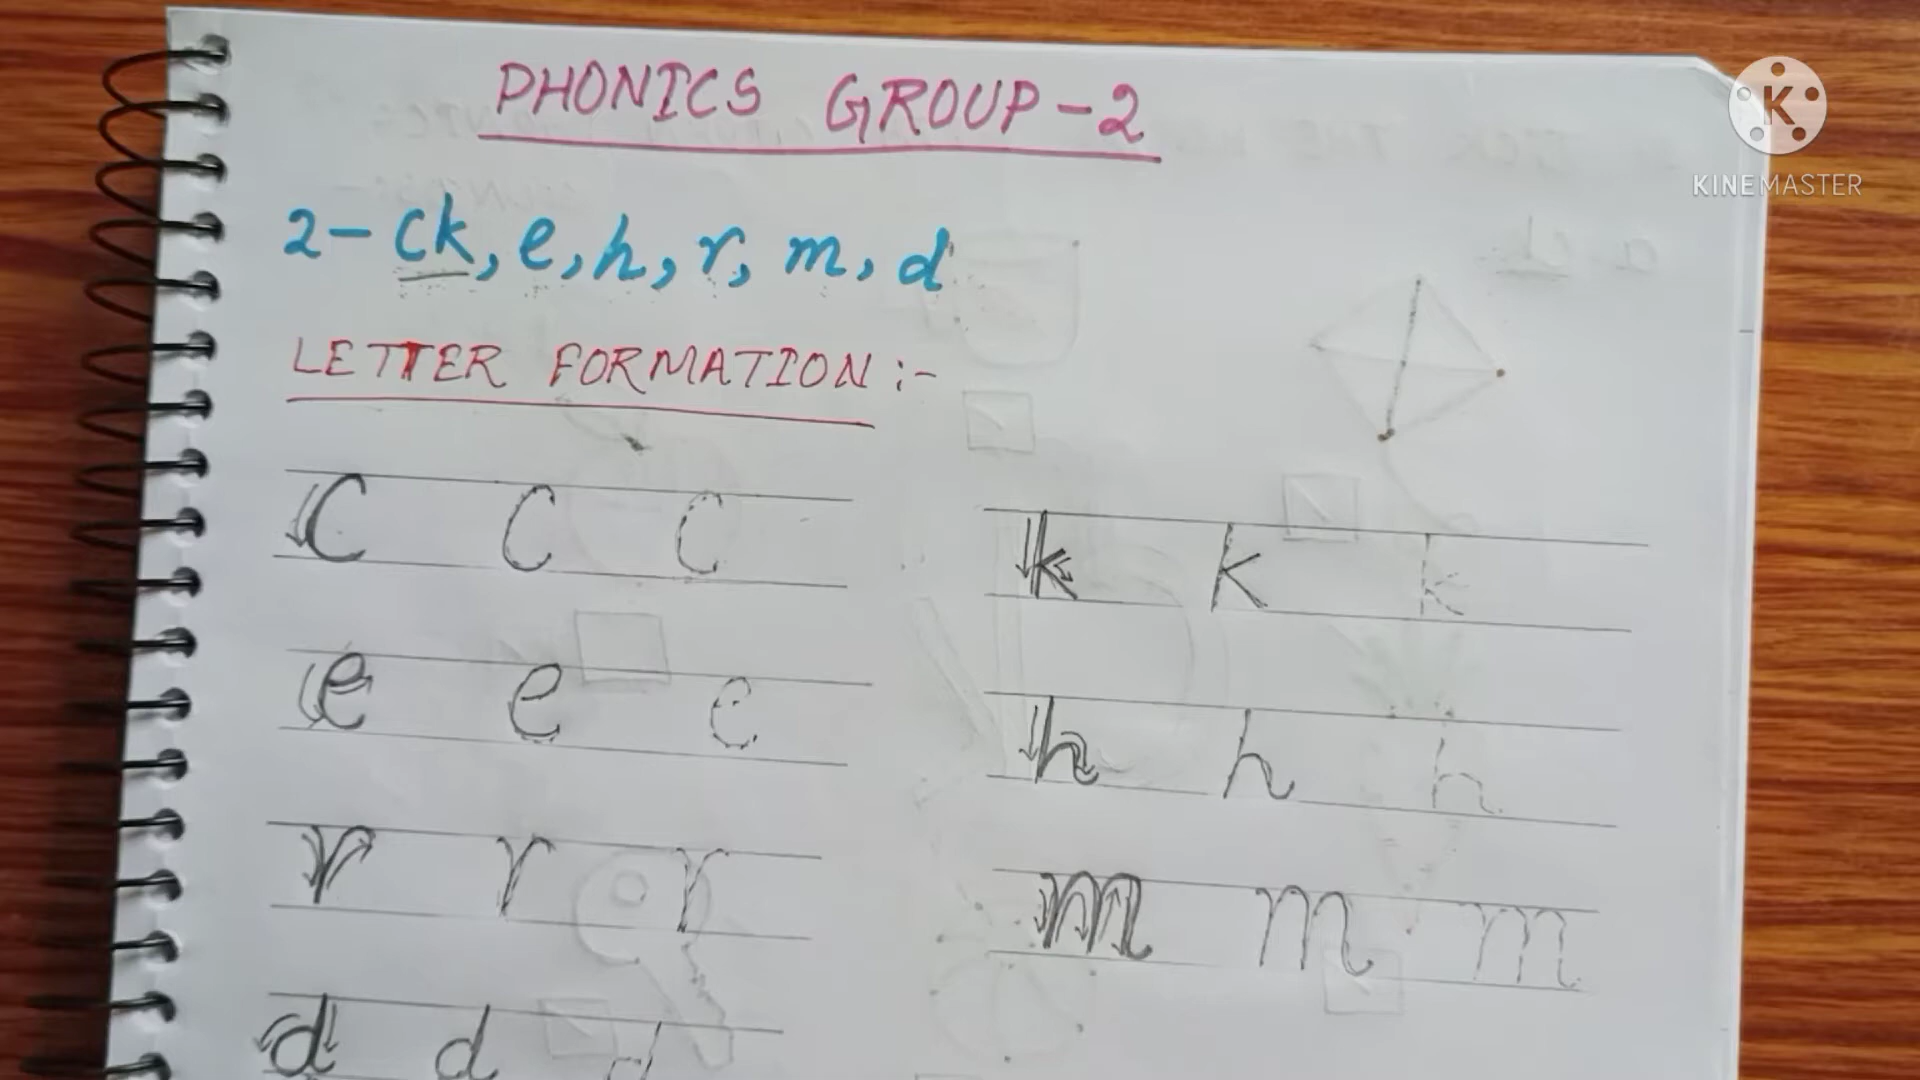 PHONICS GROUP-2
K
KINEMASTER
2- ck, e, h, r, m, d
LETTER FORMATION :-
C C C
k k k
e e e
h h h
r r r
m m m
d d d